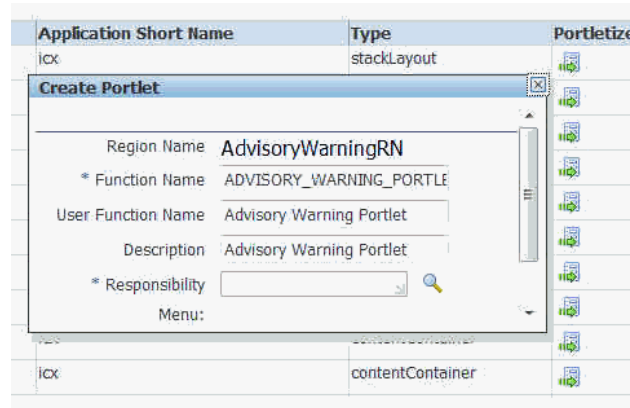 Application Short Name Type Portletize
icx stackLayout
Create Portlet
Region Name AdvisoryWarningRN
* Function Name ADVISORY_WARNING_PORTLE
User Function Name Advisory Warning Portlet
Description Advisory Warning Portlet
* Responsibility
Menu:
icx contentContainer